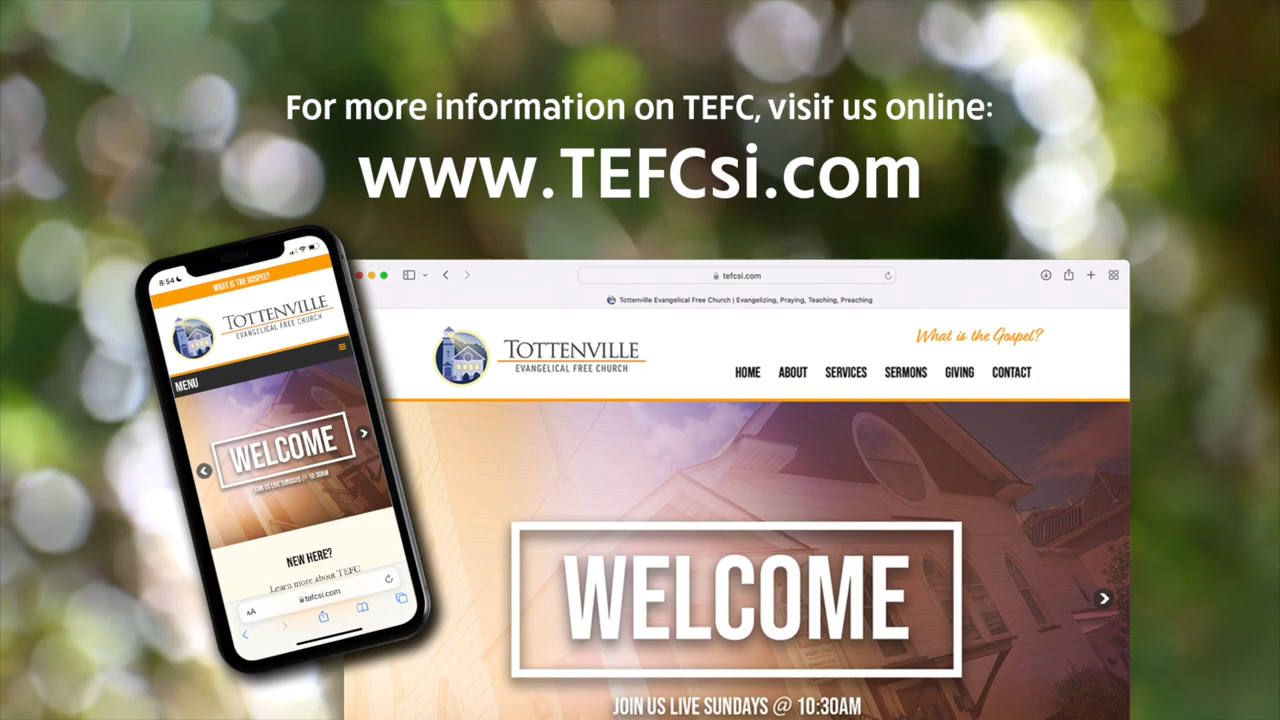 For more information on TEFC, visit us online:
www.TEFCsi.com
8:54
WHAT IS THE GOSPEL?
TOTTENVILLE
EVANGELICAL FREE CHURCH
MENU
WELCOME
JOIN US LIVE SUNDAYS @ 10:30AM
NEW HERE?
Learn more about TEFC
AA
tefcsi.com
tefcsi.com
Tottenville Evangelical Free Church | Evangelizing, Praying, Teaching, Preaching
What is the Gospel?
TOTTENVILLE
EVANGELICAL FREE CHURCH
HOME ABOUT SERVICES SERMONS GIVING CONTACT
WELCOME
JOIN US LIVE SUNDAYS @ 10:30AM